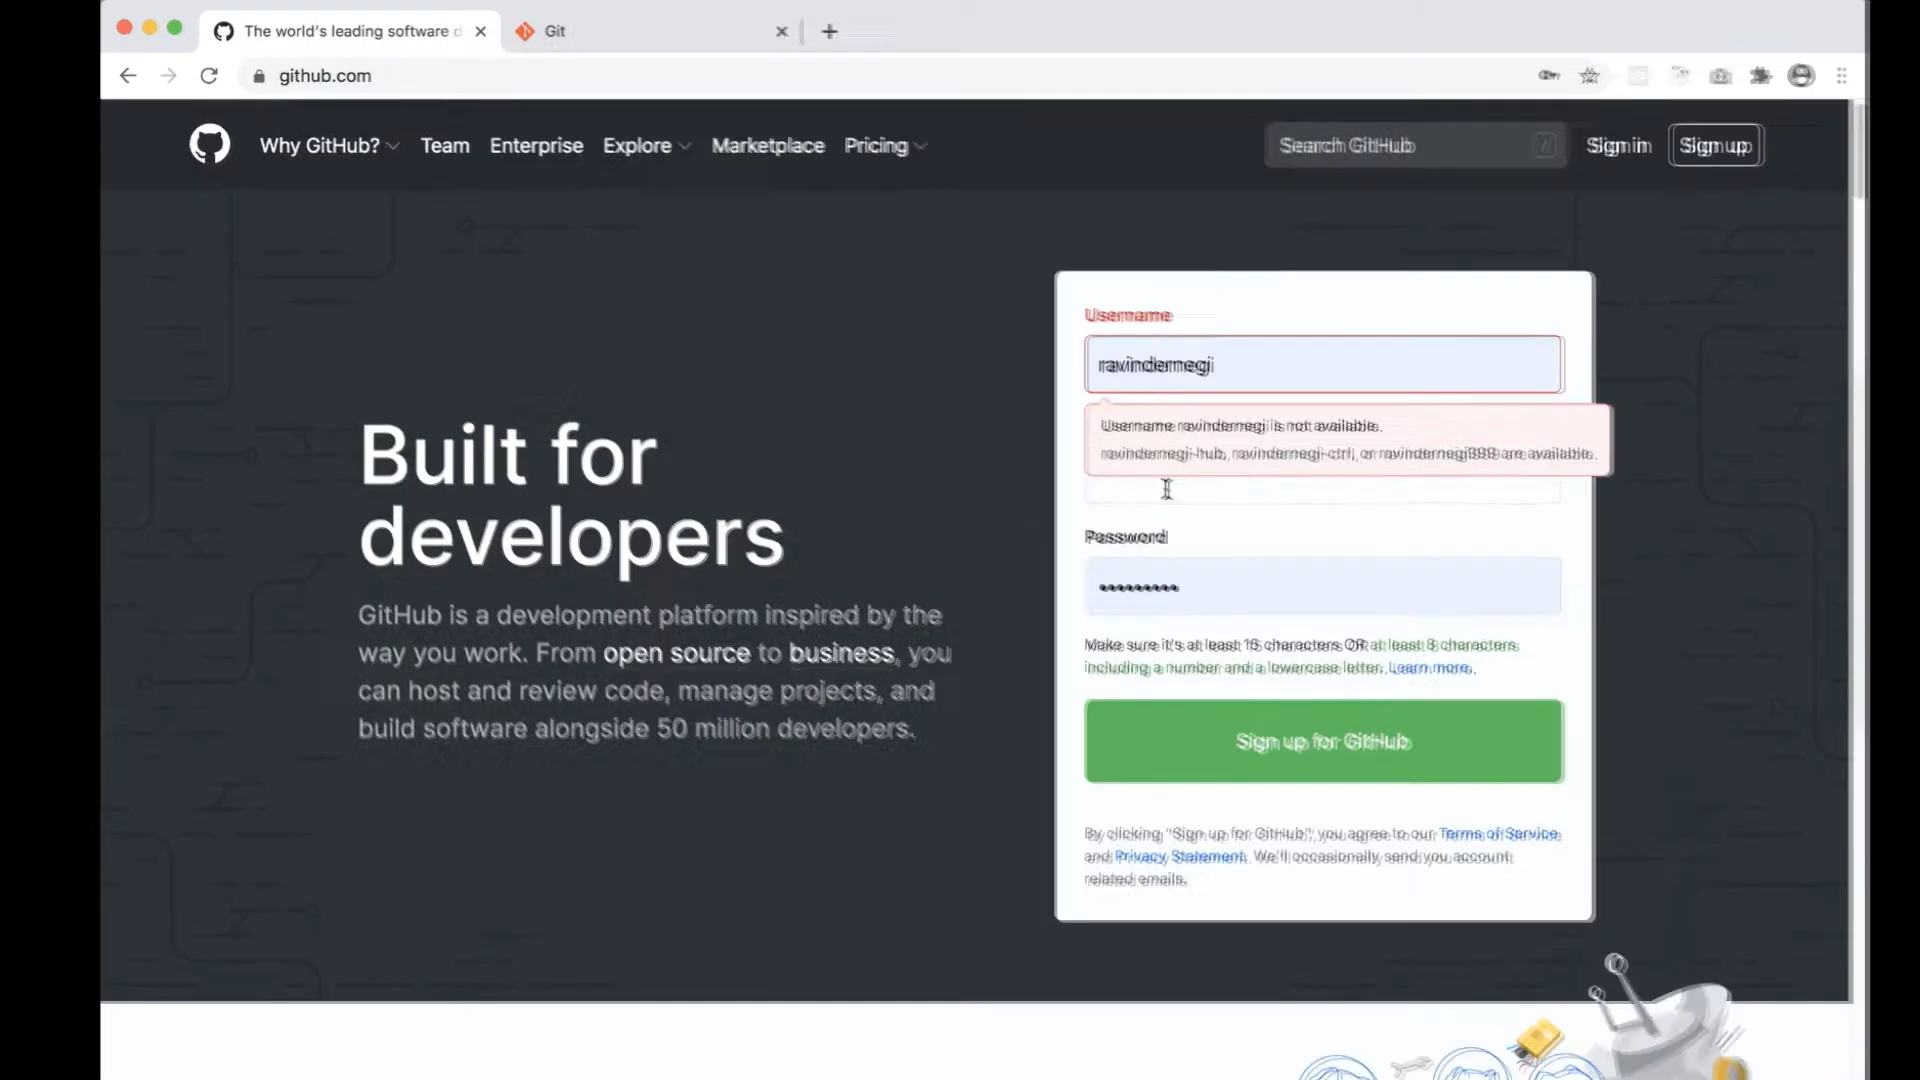 The world's leading software d
Git
github.com
Why GitHub?
Team
Enterprise
Explore
Marketplace
Pricing
Search GitHub
/
Sign in
Sign up
Username
ravindernegi
Username ravindernegi is not available.
ravindernegi-hub, ravindernegi-ctrl, or ravindernegi999 are available.
Built for
developers
GitHub is a development platform inspired by the
way you work. From open source to business, you
can host and review code, manage projects, and
build software alongside 50 million developers.
Password
Make sure it's at least 15 characters OR at least 8 characters
including a number and a lowercase letter. Learn more.
Sign up for GitHub
By clicking "Sign up for GitHub", you agree to our Terms of Service
and Privacy Statement. We'll occasionally send you account
related emails.